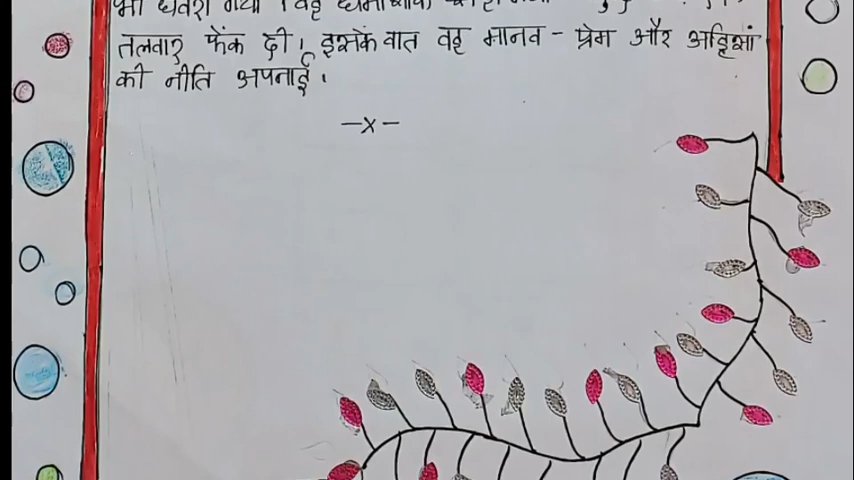 तलवार फेंक दी। इसके वात वह मानव - प्रेम और अहिंसां
की नीति अपनाई।
—x—